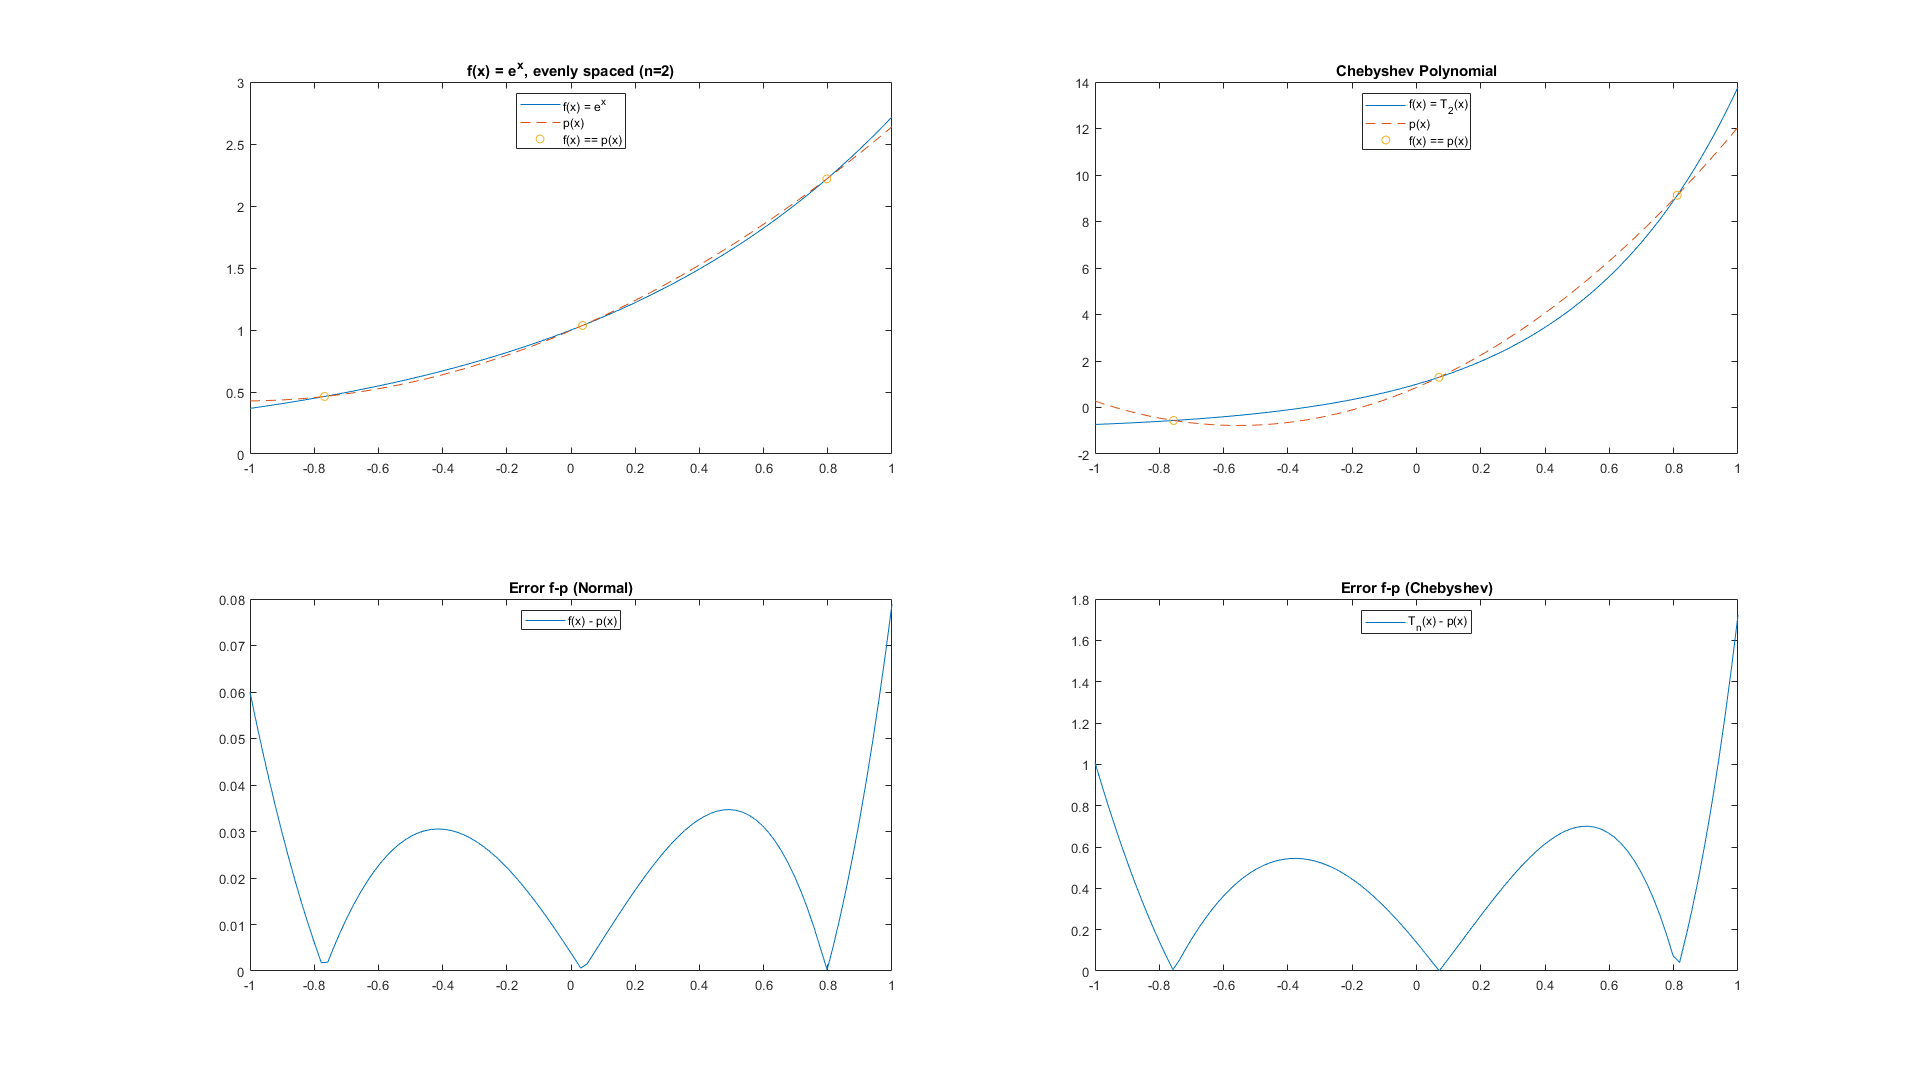 f(x) = e^x, evenly spaced (n=2)
f(x) = e^x
p(x)
f(x) == p(x)
3
2.5
2
1.5
1
0.5
0
-1 -0.8 -0.6 -0.4 -0.2 0 0.2 0.4 0.6 0.8 1
Chebyshev Polynomial
f(x) = T_2(x)
p(x)
f(x) == p(x)
14
12
10
8
6
4
2
0
-2
-1 -0.8 -0.6 -0.4 -0.2 0 0.2 0.4 0.6 0.8 1
Error f-p (Normal)
f(x) - p(x)
0.08
0.07
0.06
0.05
0.04
0.03
0.02
0.01
0
-1 -0.8 -0.6 -0.4 -0.2 0 0.2 0.4 0.6 0.8 1
Error f-p (Chebyshev)
T_n(x) - p(x)
1.8
1.6
1.4
1.2
1
0.8
0.6
0.4
0.2
0
-1 -0.8 -0.6 -0.4 -0.2 0 0.2 0.4 0.6 0.8 1